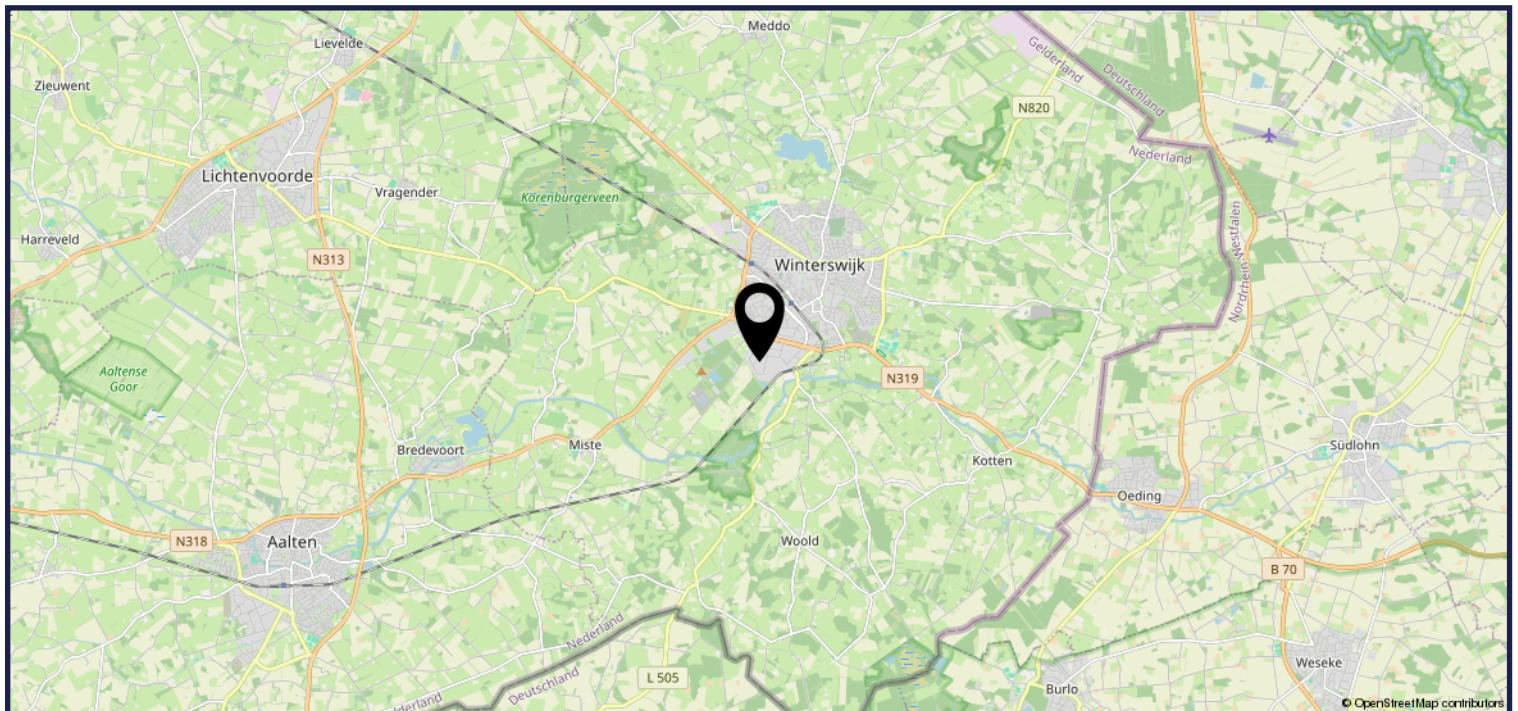 Meddo
Lievelde
Zieuwent
Gelderland
Deutschland
N820
Nederland
Lichtenvoorde
Vragender
Korenburgerveen
Harreveld
N313
Winterswijk
Nordrhein-Westfalen
Aaltense
Goor
N319
Bredevoort
Miste
Kotten
Südlohn
Oeding
N318
Aalten
Woold
B 70
Nederland
Deutschland
L 505
Weseke
Burlo
© OpenStreetMap contributors